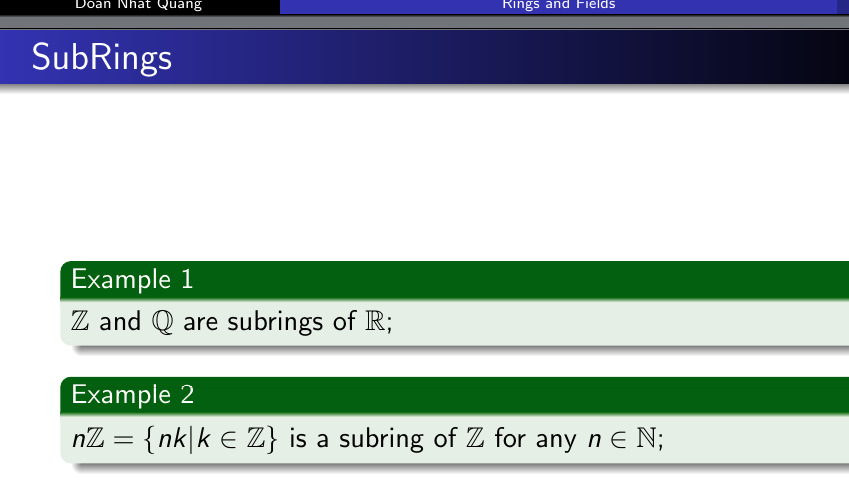 Doan Nhat Quang
Rings and Fields
SubRings
Example 1
ℤ and ℚ are subrings of ℝ;
Example 2
nℤ = {nk|k ∈ ℤ} is a subring of ℤ for any n ∈ ℕ;